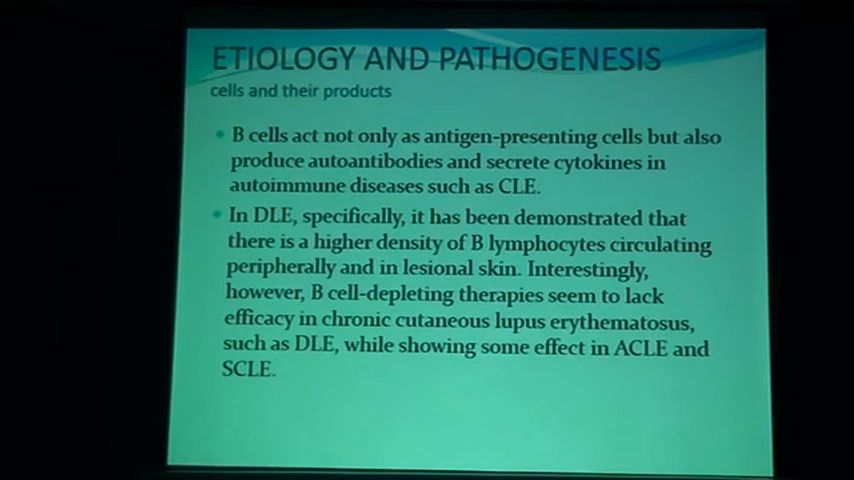 ETIOLOGY AND PATHOGENESIS
cells and their products
B cells act not only as antigen-presenting cells but also
produce autoantibodies and secrete cytokines in
autoimmune diseases such as CLE.
In DLE, specifically, it has been demonstrated that
there is a higher density of B lymphocytes circulating
peripherally and in lesional skin. Interestingly,
however, B cell-depleting therapies seem to lack
efficacy in chronic cutaneous lupus erythematosus,
such as DLE, while showing some effect in ACLE and
SCLE.